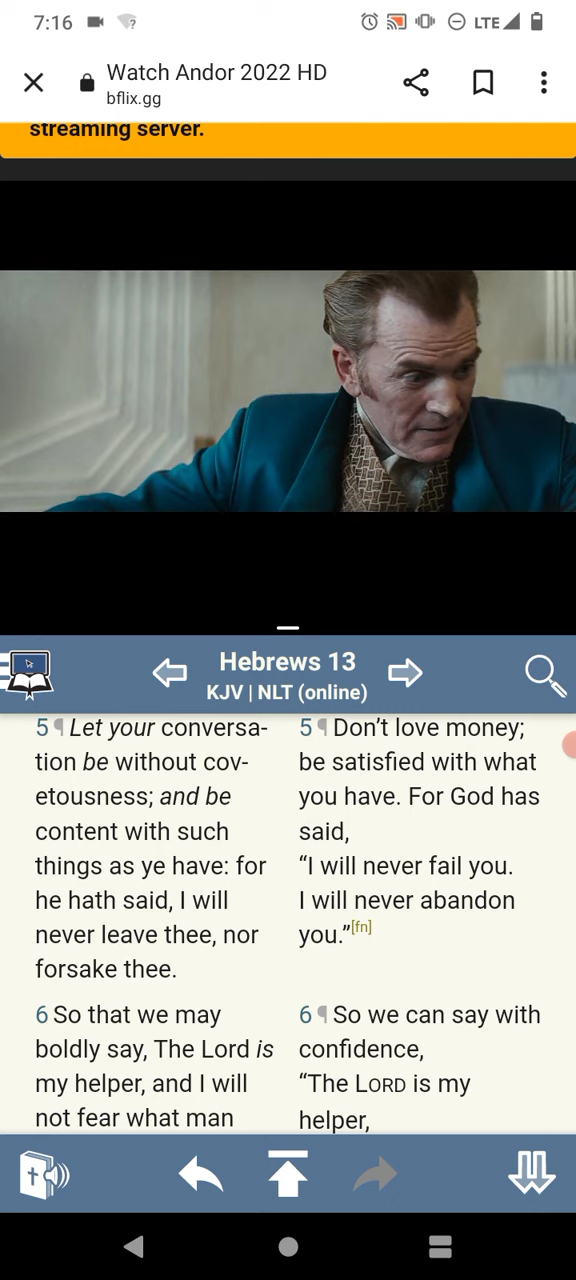 7:16
LTE
Watch Andor 2022 HD
bflix.gg
streaming server.
Hebrews 13
KJV | NLT (online)
5 ¶ Let your conversa-
tion be without cov-
etousness; and be
content with such
things as ye have: for
he hath said, I will
never leave thee, nor
forsake thee.
6 So that we may
boldly say, The Lord is
my helper, and I will
not fear what man
5 ¶ Don’t love money;
be satisfied with what
you have. For God has
said,
“I will never fail you.
I will never abandon
you.”[fn]
6 ¶ So we can say with
confidence,
“The LORD is my
helper,